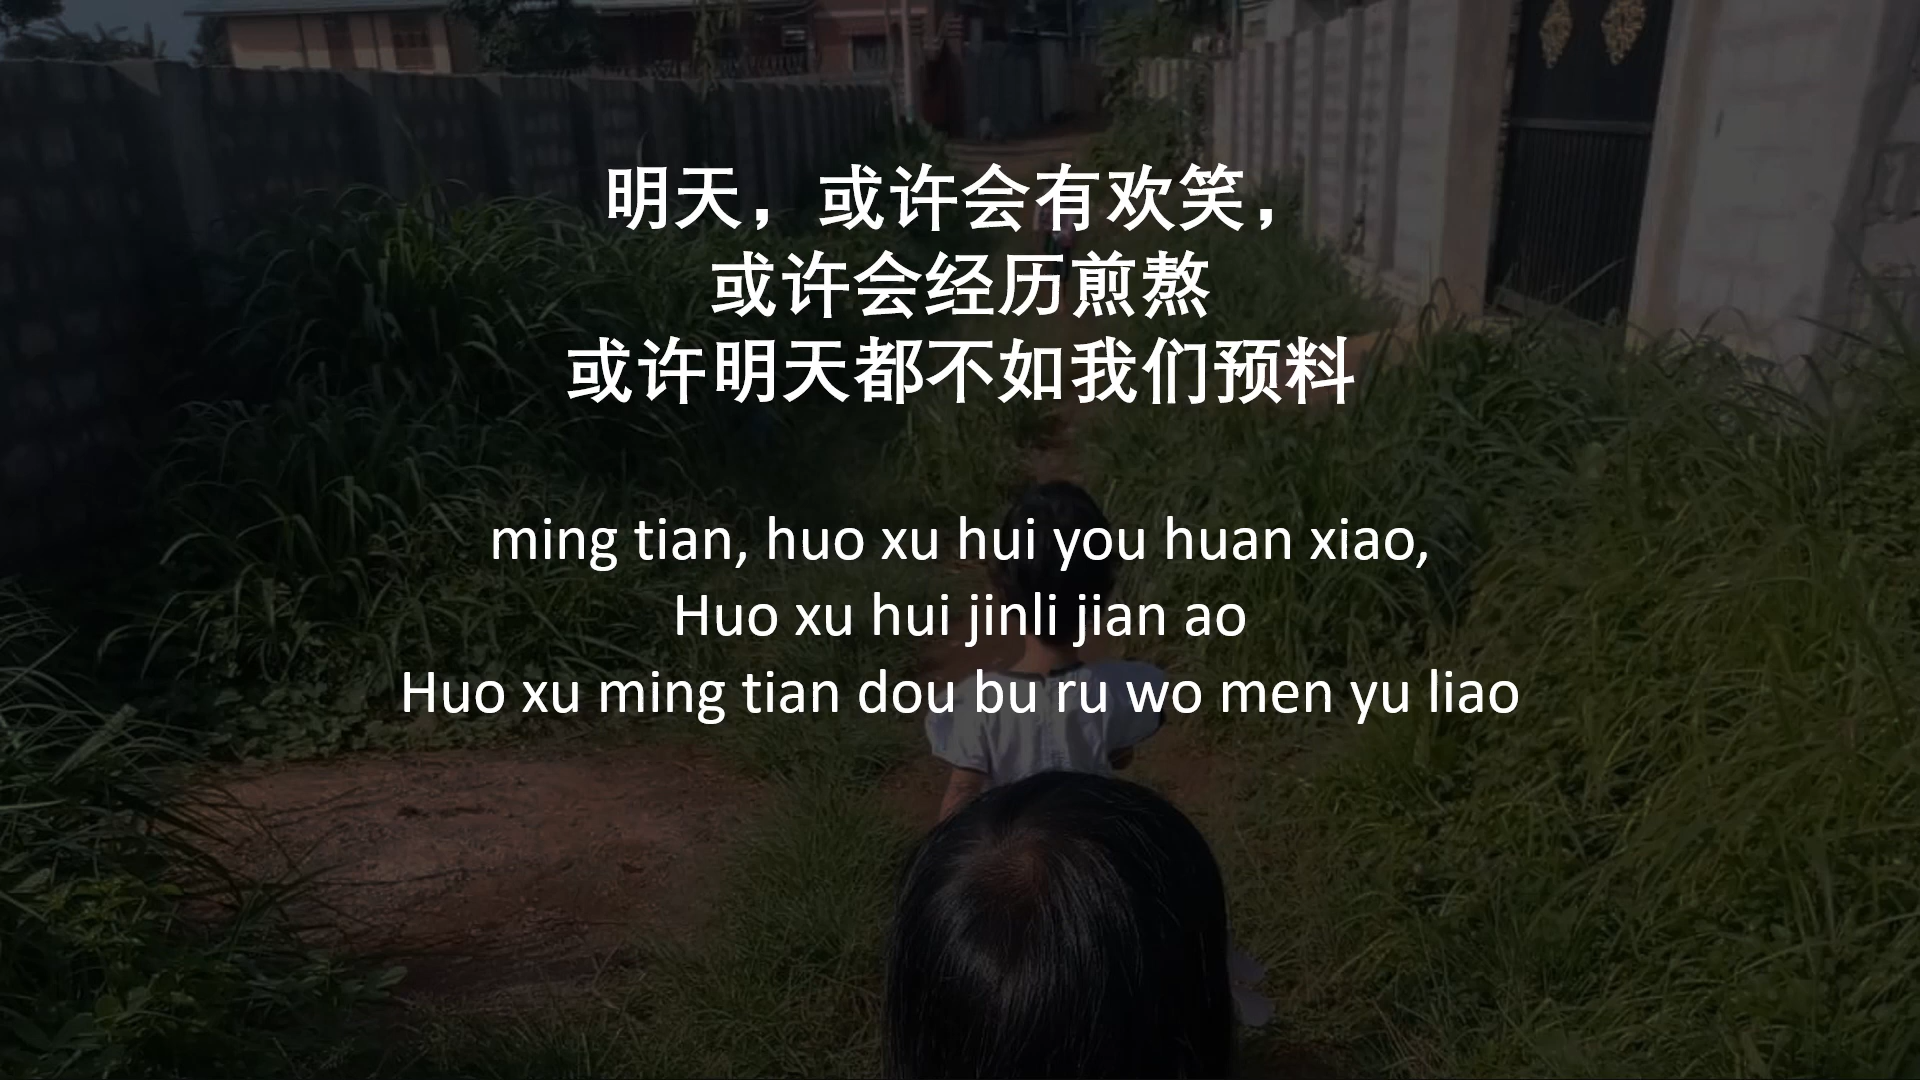 明天，或许会有欢笑，
或许会经历煎熬
或许明天都不如我们预料
ming tian, huo xu hui you huan xiao,
Huo xu hui jinli jian ao
Huo xu ming tian dou bu ru wo men yu liao